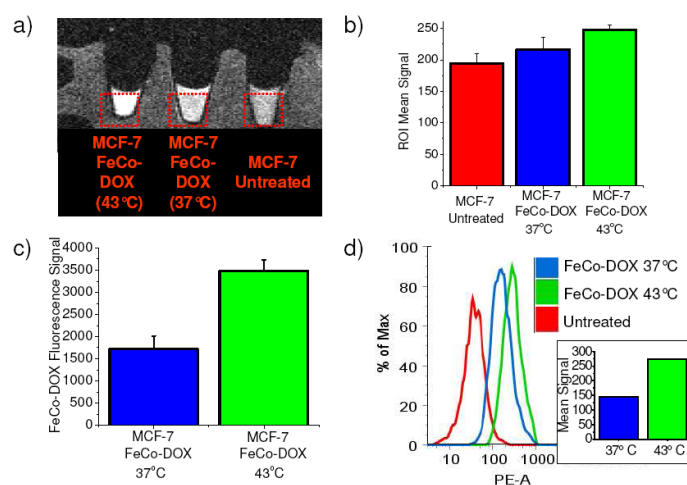 a)
MCF-7
FeCo-
DOX
(43°C)
MCF-7
FeCo-
DOX
(37°C)
MCF-7
Untreated
b)
ROI Mean Signal
250
200
150
100
50
0
MCF-7
Untreated
MCF-7
FeCo-DOX
37°C
MCF-7
FeCo-DOX
43°C
c)
FeCo-DOX Fluorescence Signal
4000
3500
3000
2500
2000
1500
1000
500
0
MCF-7
FeCo-DOX
37°C
MCF-7
FeCo-DOX
43°C
d)
% of Max
100
80
60
40
20
0
10 100 1000
PE-A
FeCo-DOX 37°C
FeCo-DOX 43°C
Untreated
Mean Signal
300
250
200
150
100
50
0
37° C 43° C